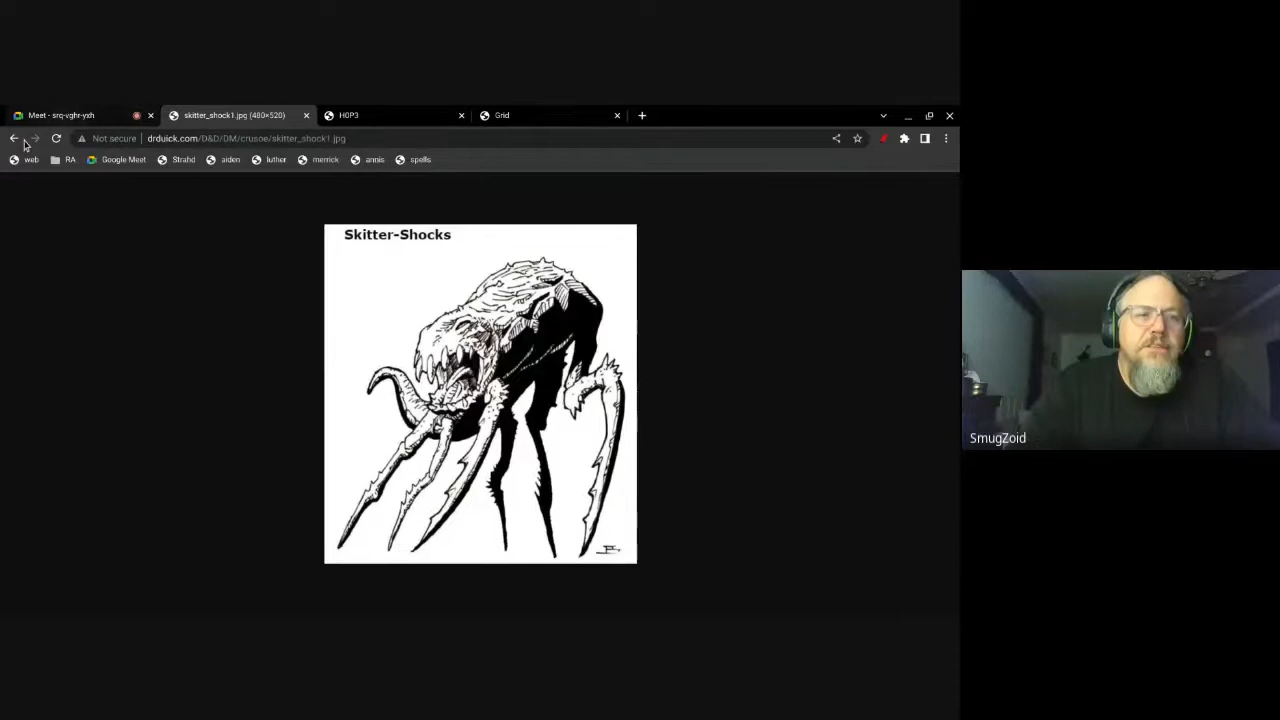 Meet - srq-vghr-yxh
skitter_shock1.jpg (480×520)
H0P3
Grid
Not secure
drduick.com/D&D/DM/crusoe/skitter_shock1.jpg
web
RA
Google Meet
Strahd
aiden
luther
merrick
annis
spells
Skitter-Shocks
SmugZoid